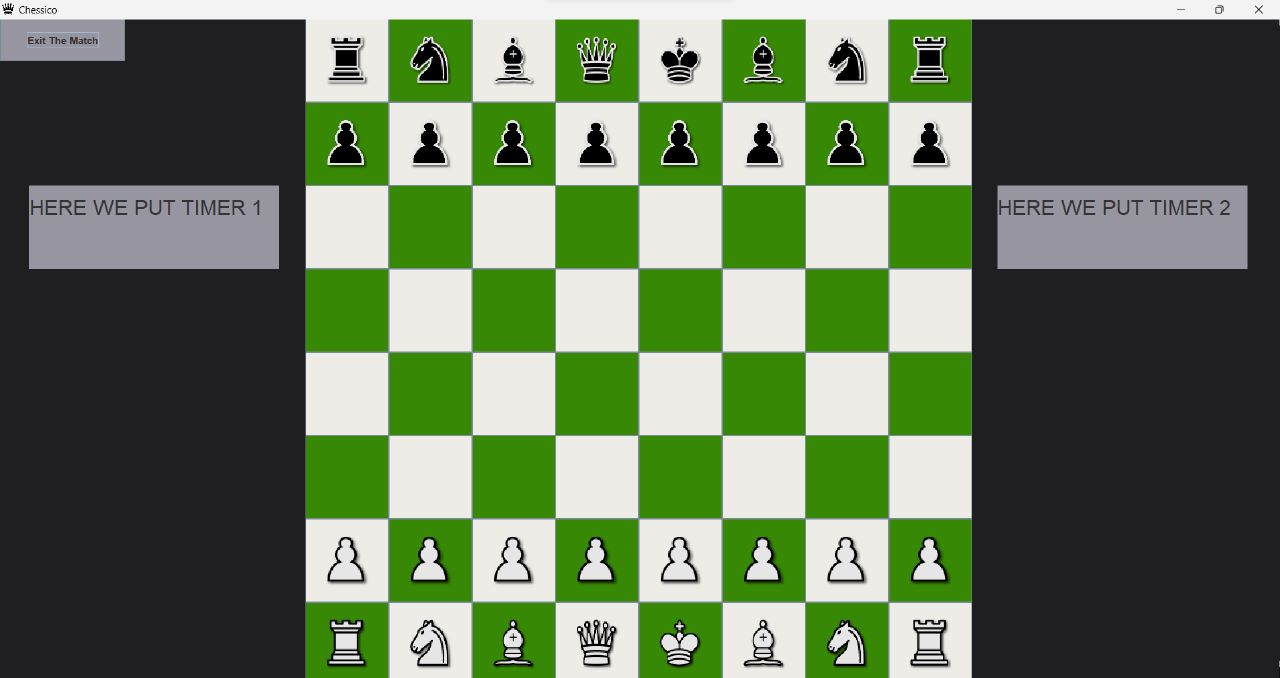 Chessico
Exit The Match
HERE WE PUT TIMER 1
HERE WE PUT TIMER 2